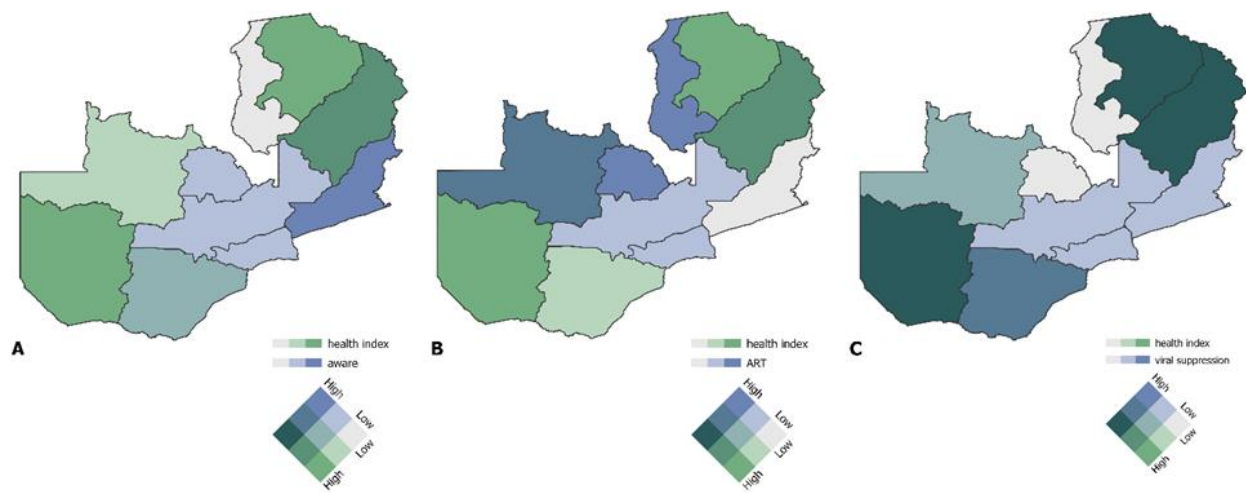 A
health index
aware
High
Low
Low
High
B
health index
ART
High
Low
Low
High
C
health index
viral suppression
High
Low
Low
High